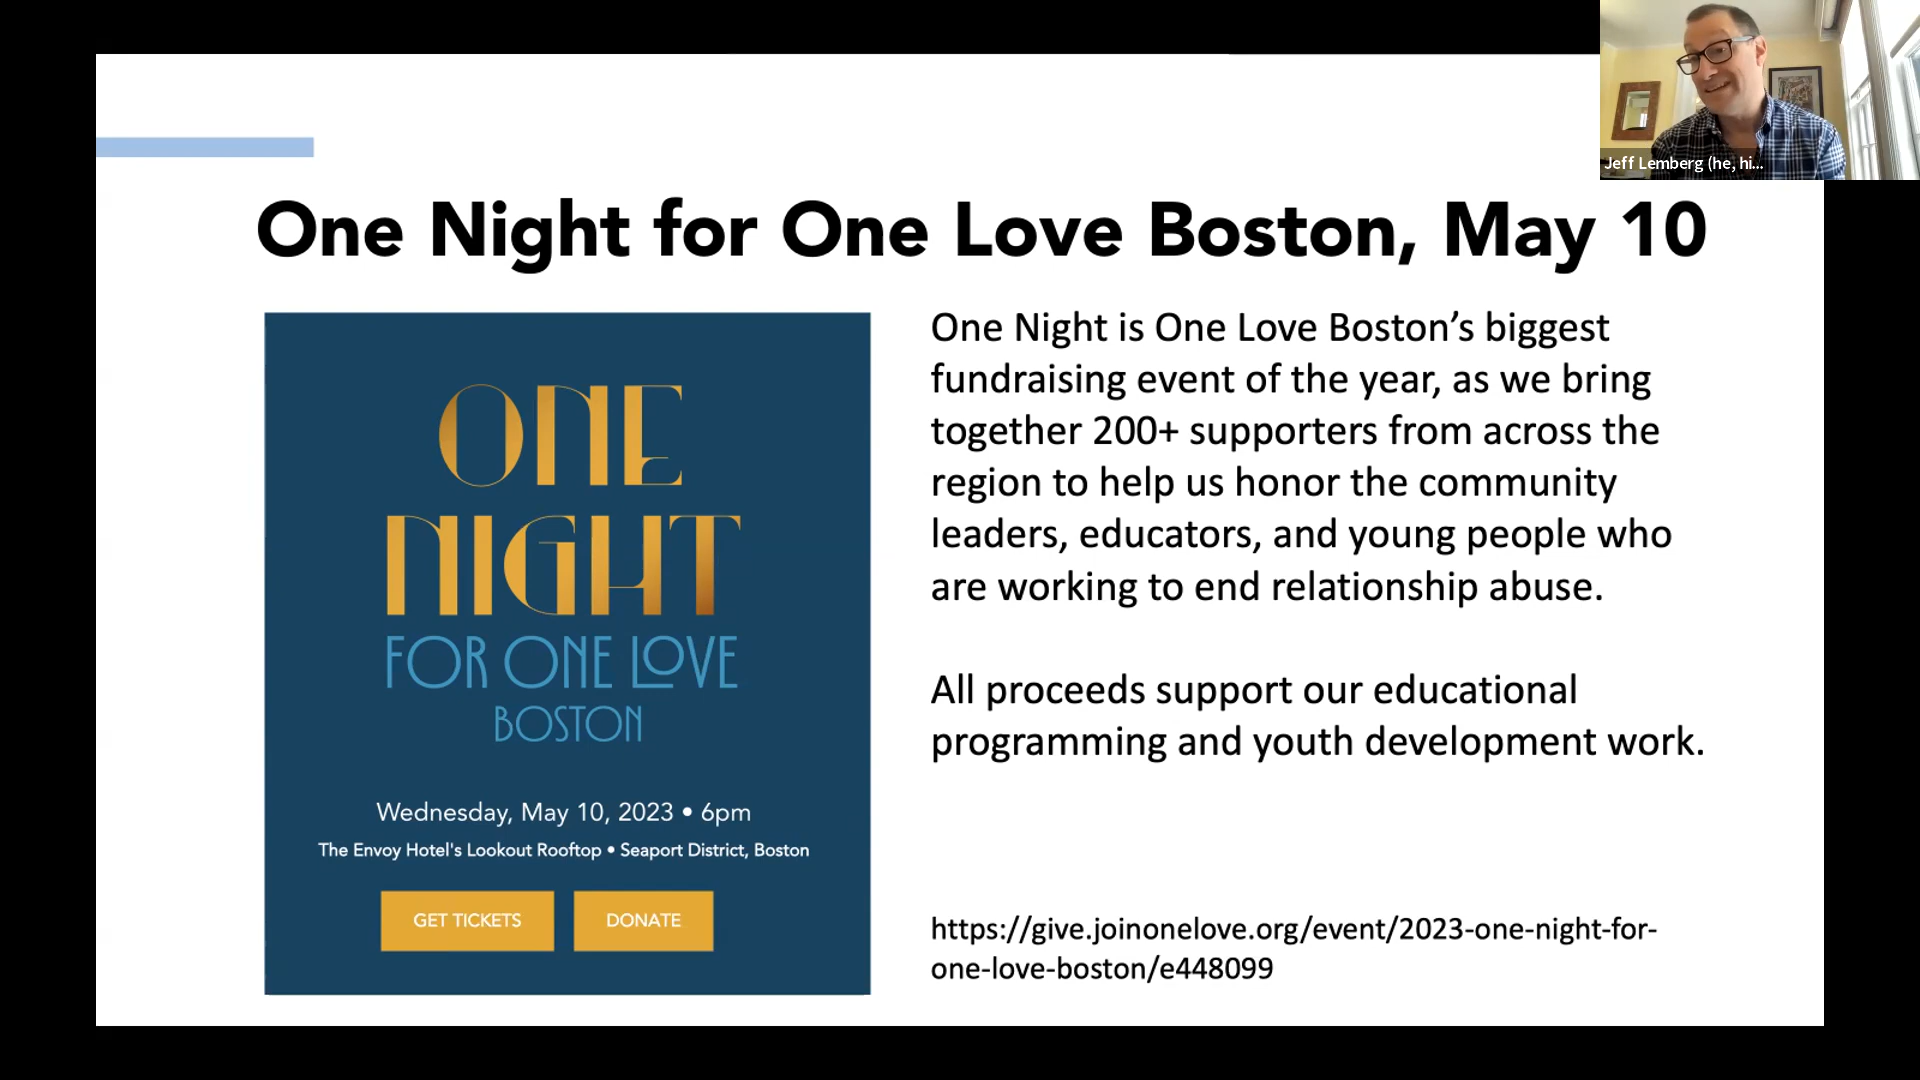 Jeff Lemberg (he, hi...
One Night for One Love Boston, May 10
ONE
NIGHT
FOR ONE LOVE
BOSTON
Wednesday, May 10, 2023 • 6pm
The Envoy Hotel's Lookout Rooftop • Seaport District, Boston
GET TICKETS DONATE
One Night is One Love Boston’s biggest
fundraising event of the year, as we bring
together 200+ supporters from across the
region to help us honor the community
leaders, educators, and young people who
are working to end relationship abuse.
All proceeds support our educational
programming and youth development work.
https://give.joinonelove.org/event/2023-one-night-for-
one-love-boston/e448099